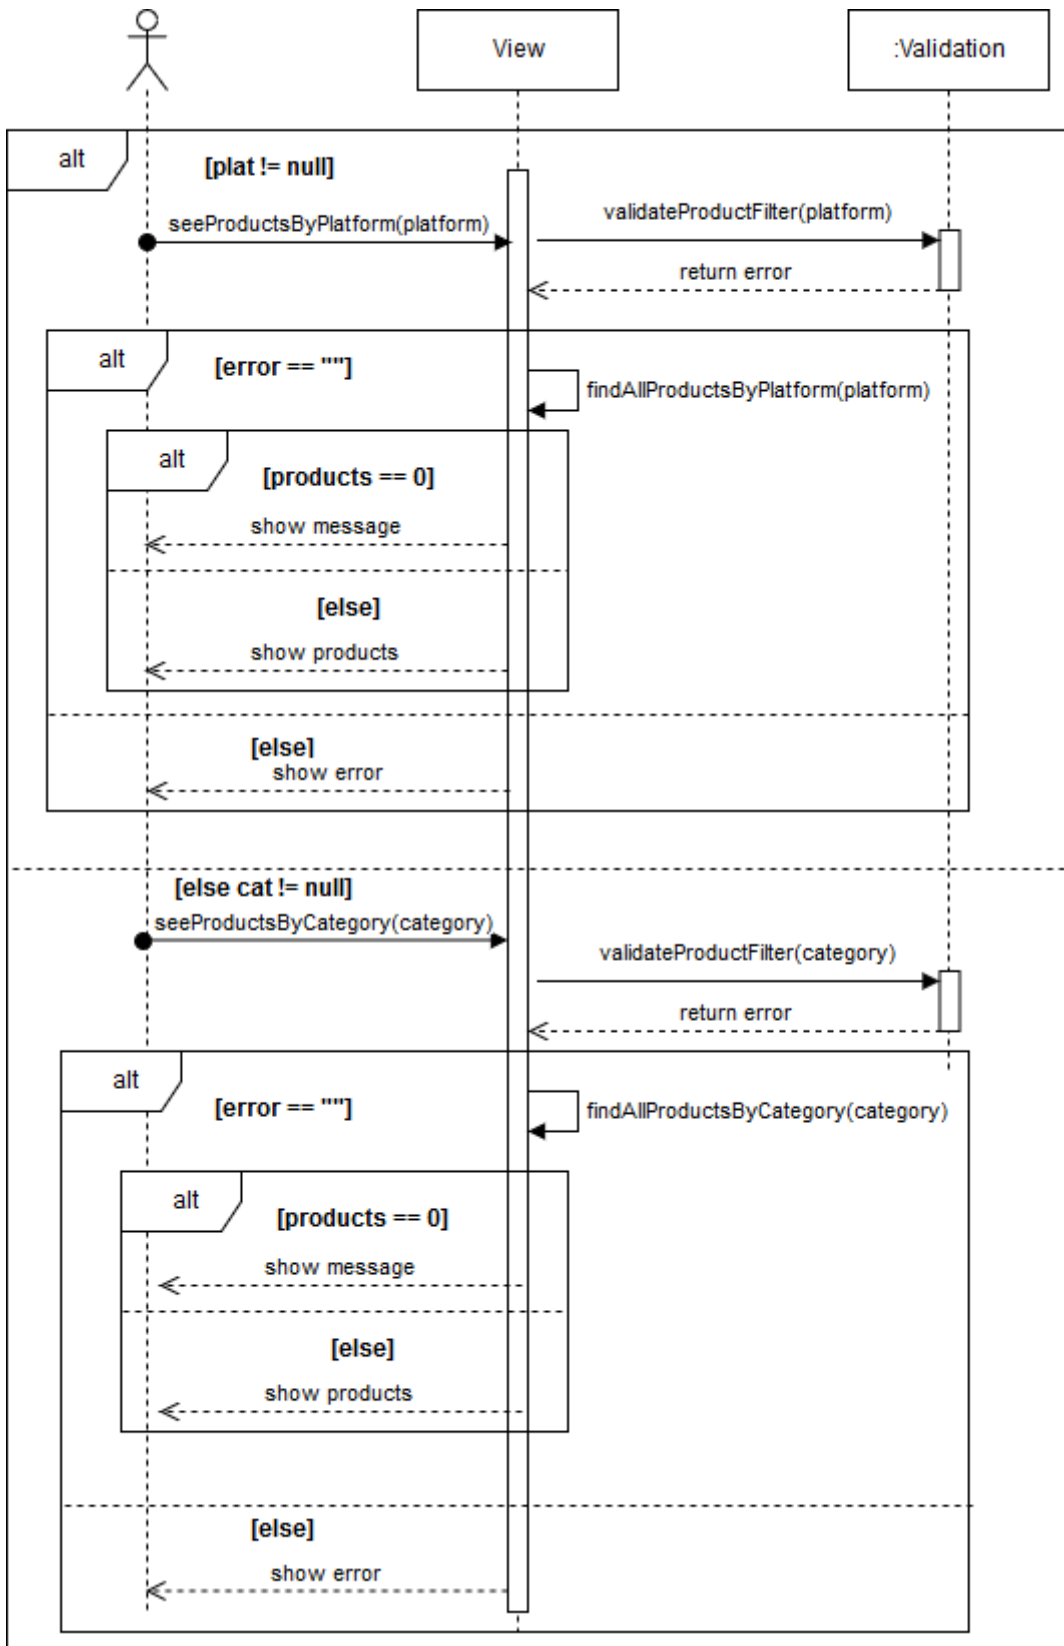 View
:Validation
alt
[plat != null]
seeProductsByPlatform(platform)
validateProductFilter(platform)
return error
alt
[error == ""]
findAllProductsByPlatform(platform)
alt
[products == 0]
show message
[else]
show products
[else]
show error
[else cat != null]
seeProductsByCategory(category)
validateProductFilter(category)
return error
alt
[error == ""]
findAllProductsByCategory(category)
alt
[products == 0]
show message
[else]
show products
[else]
show error